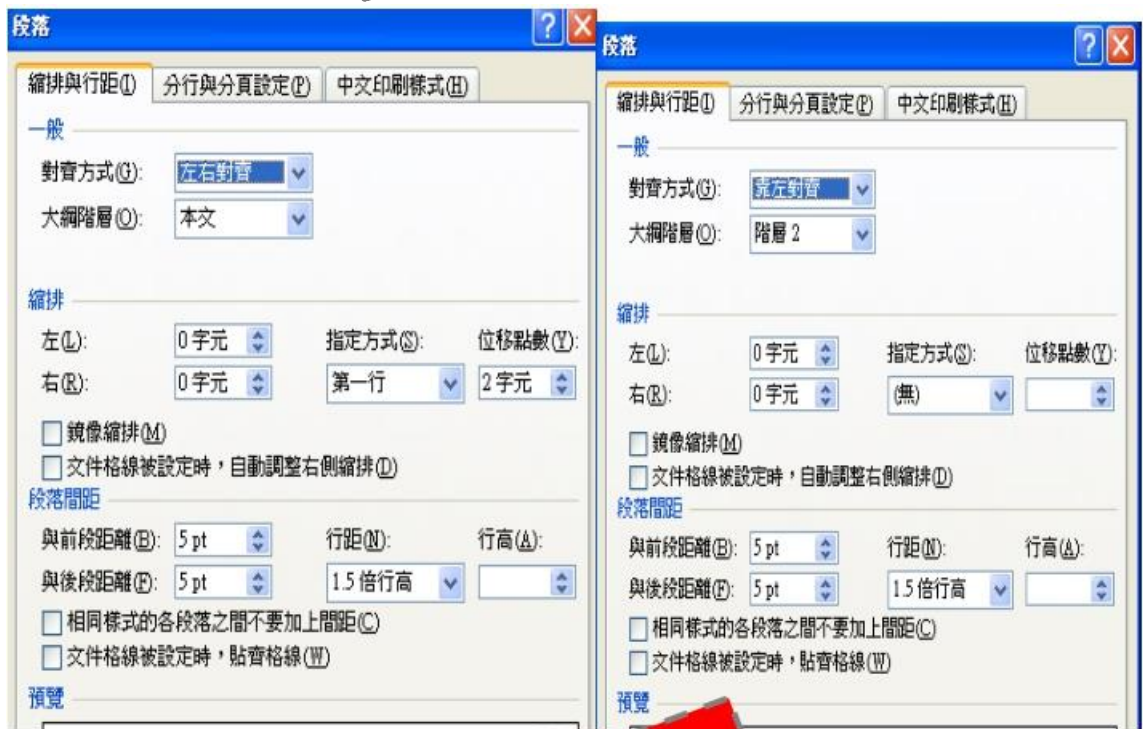 段落
縮排與行距(I) 分行與分頁設定(P) 中文印刷樣式(H)
一般
對齊方式(G): 左右對齊
大綱階層(O): 本文
縮排
左(L): 0 字元 指定方式(S): 位移點數(Y):
右(R): 0 字元 第一行 2 字元
鏡像縮排(M)
文件格線被設定時，自動調整右側縮排(D)
段落間距
與前段距離(B): 5 pt 行距(N): 行高(A):
與後段距離(F): 5 pt 1.5 倍行高
相同樣式的各段落之間不要加上間距(C)
文件格線被設定時，貼齊格線(W)
預覽
段落
縮排與行距(I) 分行與分頁設定(P) 中文印刷樣式(H)
一般
對齊方式(G): 靠左對齊
大綱階層(O): 階層 2
縮排
左(L): 0 字元 指定方式(S): 位移點數(Y):
右(R): 0 字元 (無)
鏡像縮排(M)
文件格線被設定時，自動調整右側縮排(D)
段落間距
與前段距離(B): 5 pt 行距(N): 行高(A):
與後段距離(F): 5 pt 1.5 倍行高
相同樣式的各段落之間不要加上間距(C)
文件格線被設定時，貼齊格線(W)
預覽